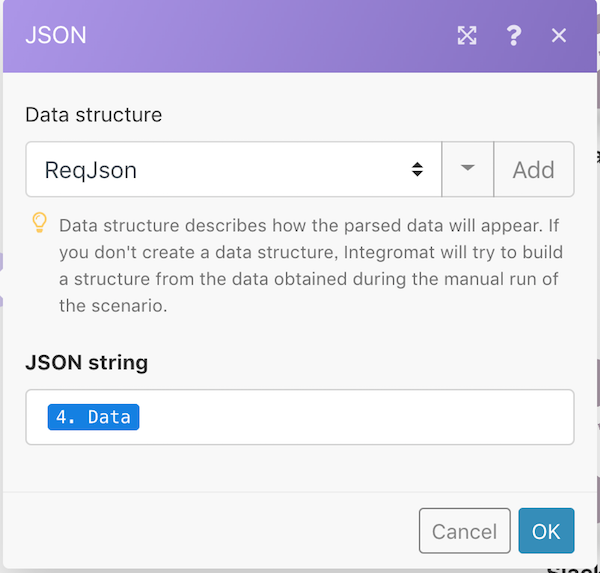 JSON
?
Data structure
ReqJson
Add
Data structure describes how the parsed data will appear. If
you don't create a data structure, Integromat will try to build
a structure from the data obtained during the manual run of
the scenario.
JSON string
4. Data
Cancel
OK